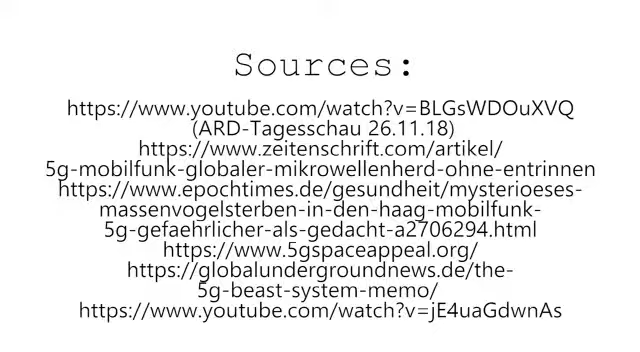 Sources:
https://www.youtube.com/watch?v=BLGsWDOuXVQ
(ARD-Tagesschau 26.11.18)
https://www.zeitenschrift.com/artikel/
5g-mobilfunk-globaler-mikrowellenherd-ohne-entrinnen
https://www.epochtimes.de/gesundheit/mysterioeses-
massenvogelsterben-in-den-haag-mobilfunk-
5g-gefaehrlicher-als-gedacht-a2706294.html
https://www.5gspaceappeal.org/
https://globalundergroundnews.de/the-
5g-beast-system-memo/
https://www.youtube.com/watch?v=jE4uaGdwnAs